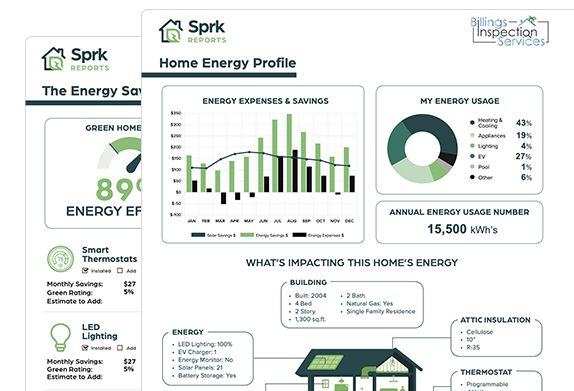 Sprk
REPORTS
The Energy Sav
GREEN HOME
89%
ENERGY EF
Smart
Thermostats
Installed Add
Monthly Savings: $27
Green Rating: 5%
Estimate to Add:
LED
Lighting
Installed Add
Monthly Savings: $27
Green Rating: 5%
Estimate to Add:
Sprk
REPORTS
Billings
Inspection
Services
Home Energy Profile
ENERGY EXPENSES & SAVINGS
$350
$300
$250
$200
$150
$100
$50
$0
$-50
$-100
JAN FEB MAR APR MAY JUN JUL AUG SEP OCT NOV DEC
Solar Savings $ Energy Savings $ Energy Expenses $
MY ENERGY USAGE
Heating &
Cooling 43%
Appliances 19%
Lighting 4%
EV 27%
Pool 1%
Other 6%
ANNUAL ENERGY USAGE NUMBER
15,500 kWh's
WHAT'S IMPACTING THIS HOME'S ENERGY
BUILDING
• Built: 2004 • 2 Bath
• 4 Bed • Natural Gas: Yes
• 2 Story • Single Family Residence
• 1,300 sq.ft.
ENERGY
• LED Lighting: 100%
• EV Charger: 1
• Energy Monitor: No
• Solar Panels: 21
• Battery Storage: Yes
ATTIC INSULATION
• Cellulose
• 10"
• R-35
THERMOSTAT
• Programmable